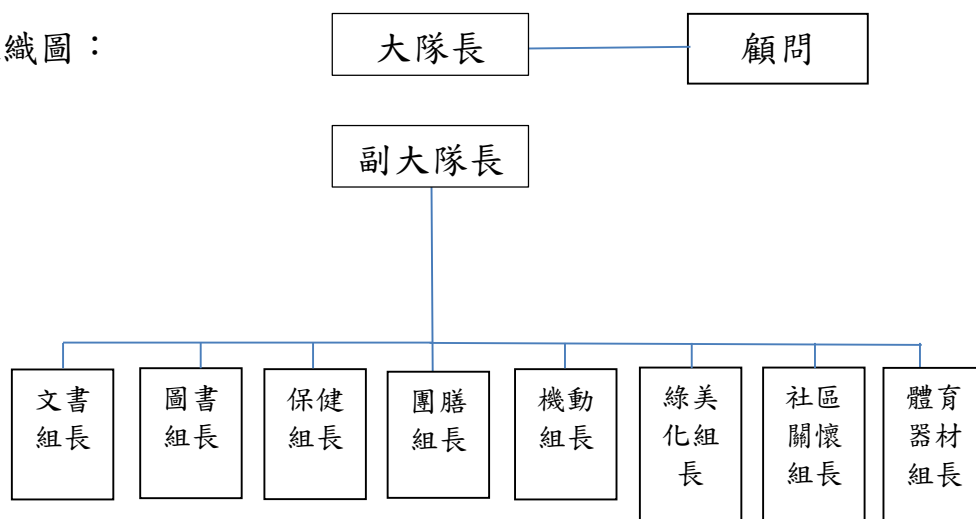 織圖：
大隊長
顧問
副大隊長
文書
組長
圖書
組長
保健
組長
團膳
組長
機動
組長
綠美
化組
長
社區
關懷
組長
體育
器材
組長